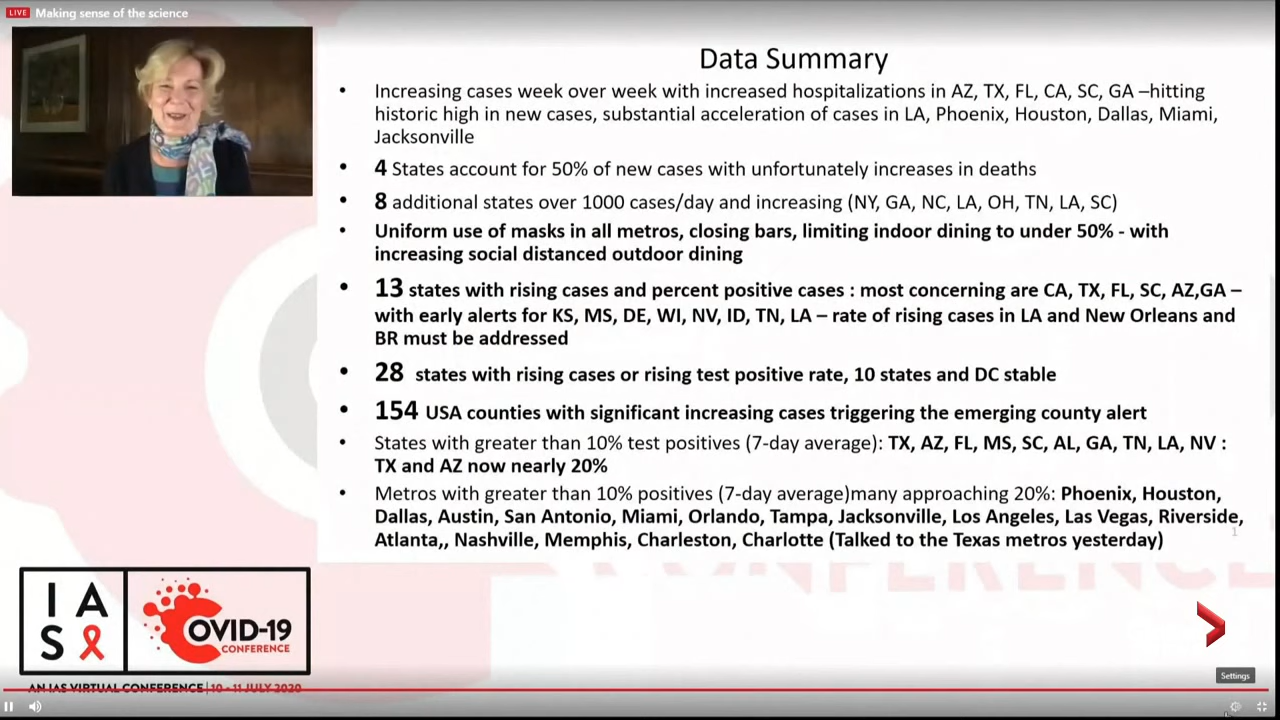 LIVE Making sense of the science
Data Summary
• Increasing cases week over week with increased hospitalizations in AZ, TX, FL, CA, SC, GA –hitting
historic high in new cases, substantial acceleration of cases in LA, Phoenix, Houston, Dallas, Miami,
Jacksonville
• 4 States account for 50% of new cases with unfortunately increases in deaths
• 8 additional states over 1000 cases/day and increasing (NY, GA, NC, LA, OH, TN, LA, SC)
• Uniform use of masks in all metros, closing bars, limiting indoor dining to under 50% - with
increasing social distanced outdoor dining
• 13 states with rising cases and percent positive cases : most concerning are CA, TX, FL, SC, AZ,GA –
with early alerts for KS, MS, DE, WI, NV, ID, TN, LA – rate of rising cases in LA and New Orleans and
BR must be addressed
• 28 states with rising cases or rising test positive rate, 10 states and DC stable
• 154 USA counties with significant increasing cases triggering the emerging county alert
• States with greater than 10% test positives (7-day average): TX, AZ, FL, MS, SC, AL, GA, TN, LA, NV :
TX and AZ now nearly 20%
• Metros with greater than 10% positives (7-day average)many approaching 20%: Phoenix, Houston,
Dallas, Austin, San Antonio, Miami, Orlando, Tampa, Jacksonville, Los Angeles, Las Vegas, Riverside,
Atlanta,, Nashville, Memphis, Charleston, Charlotte (Talked to the Texas metros yesterday)
1
CONFERENCE
IAS
COVID-19
CONFERENCE
AN IAS VIRTUAL CONFERENCE | 10 - 11 JULY 2020
Settings